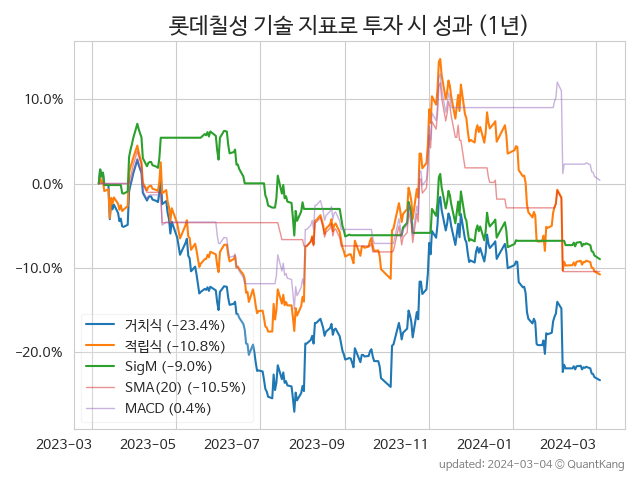 롯데칠성 기술 지표로 투자 시 성과 (1년)
10.0%
0.0%
−10.0%
−20.0%
거치식 (−23.4%)
적립식 (−10.8%)
SigM (−9.0%)
SMA(20) (−10.5%)
MACD (0.4%)
2023−03
2023−05
2023−07
2023−09
2023−11
2024−01
2024−03
updated: 2024−03−04 ⓒ QuantKang